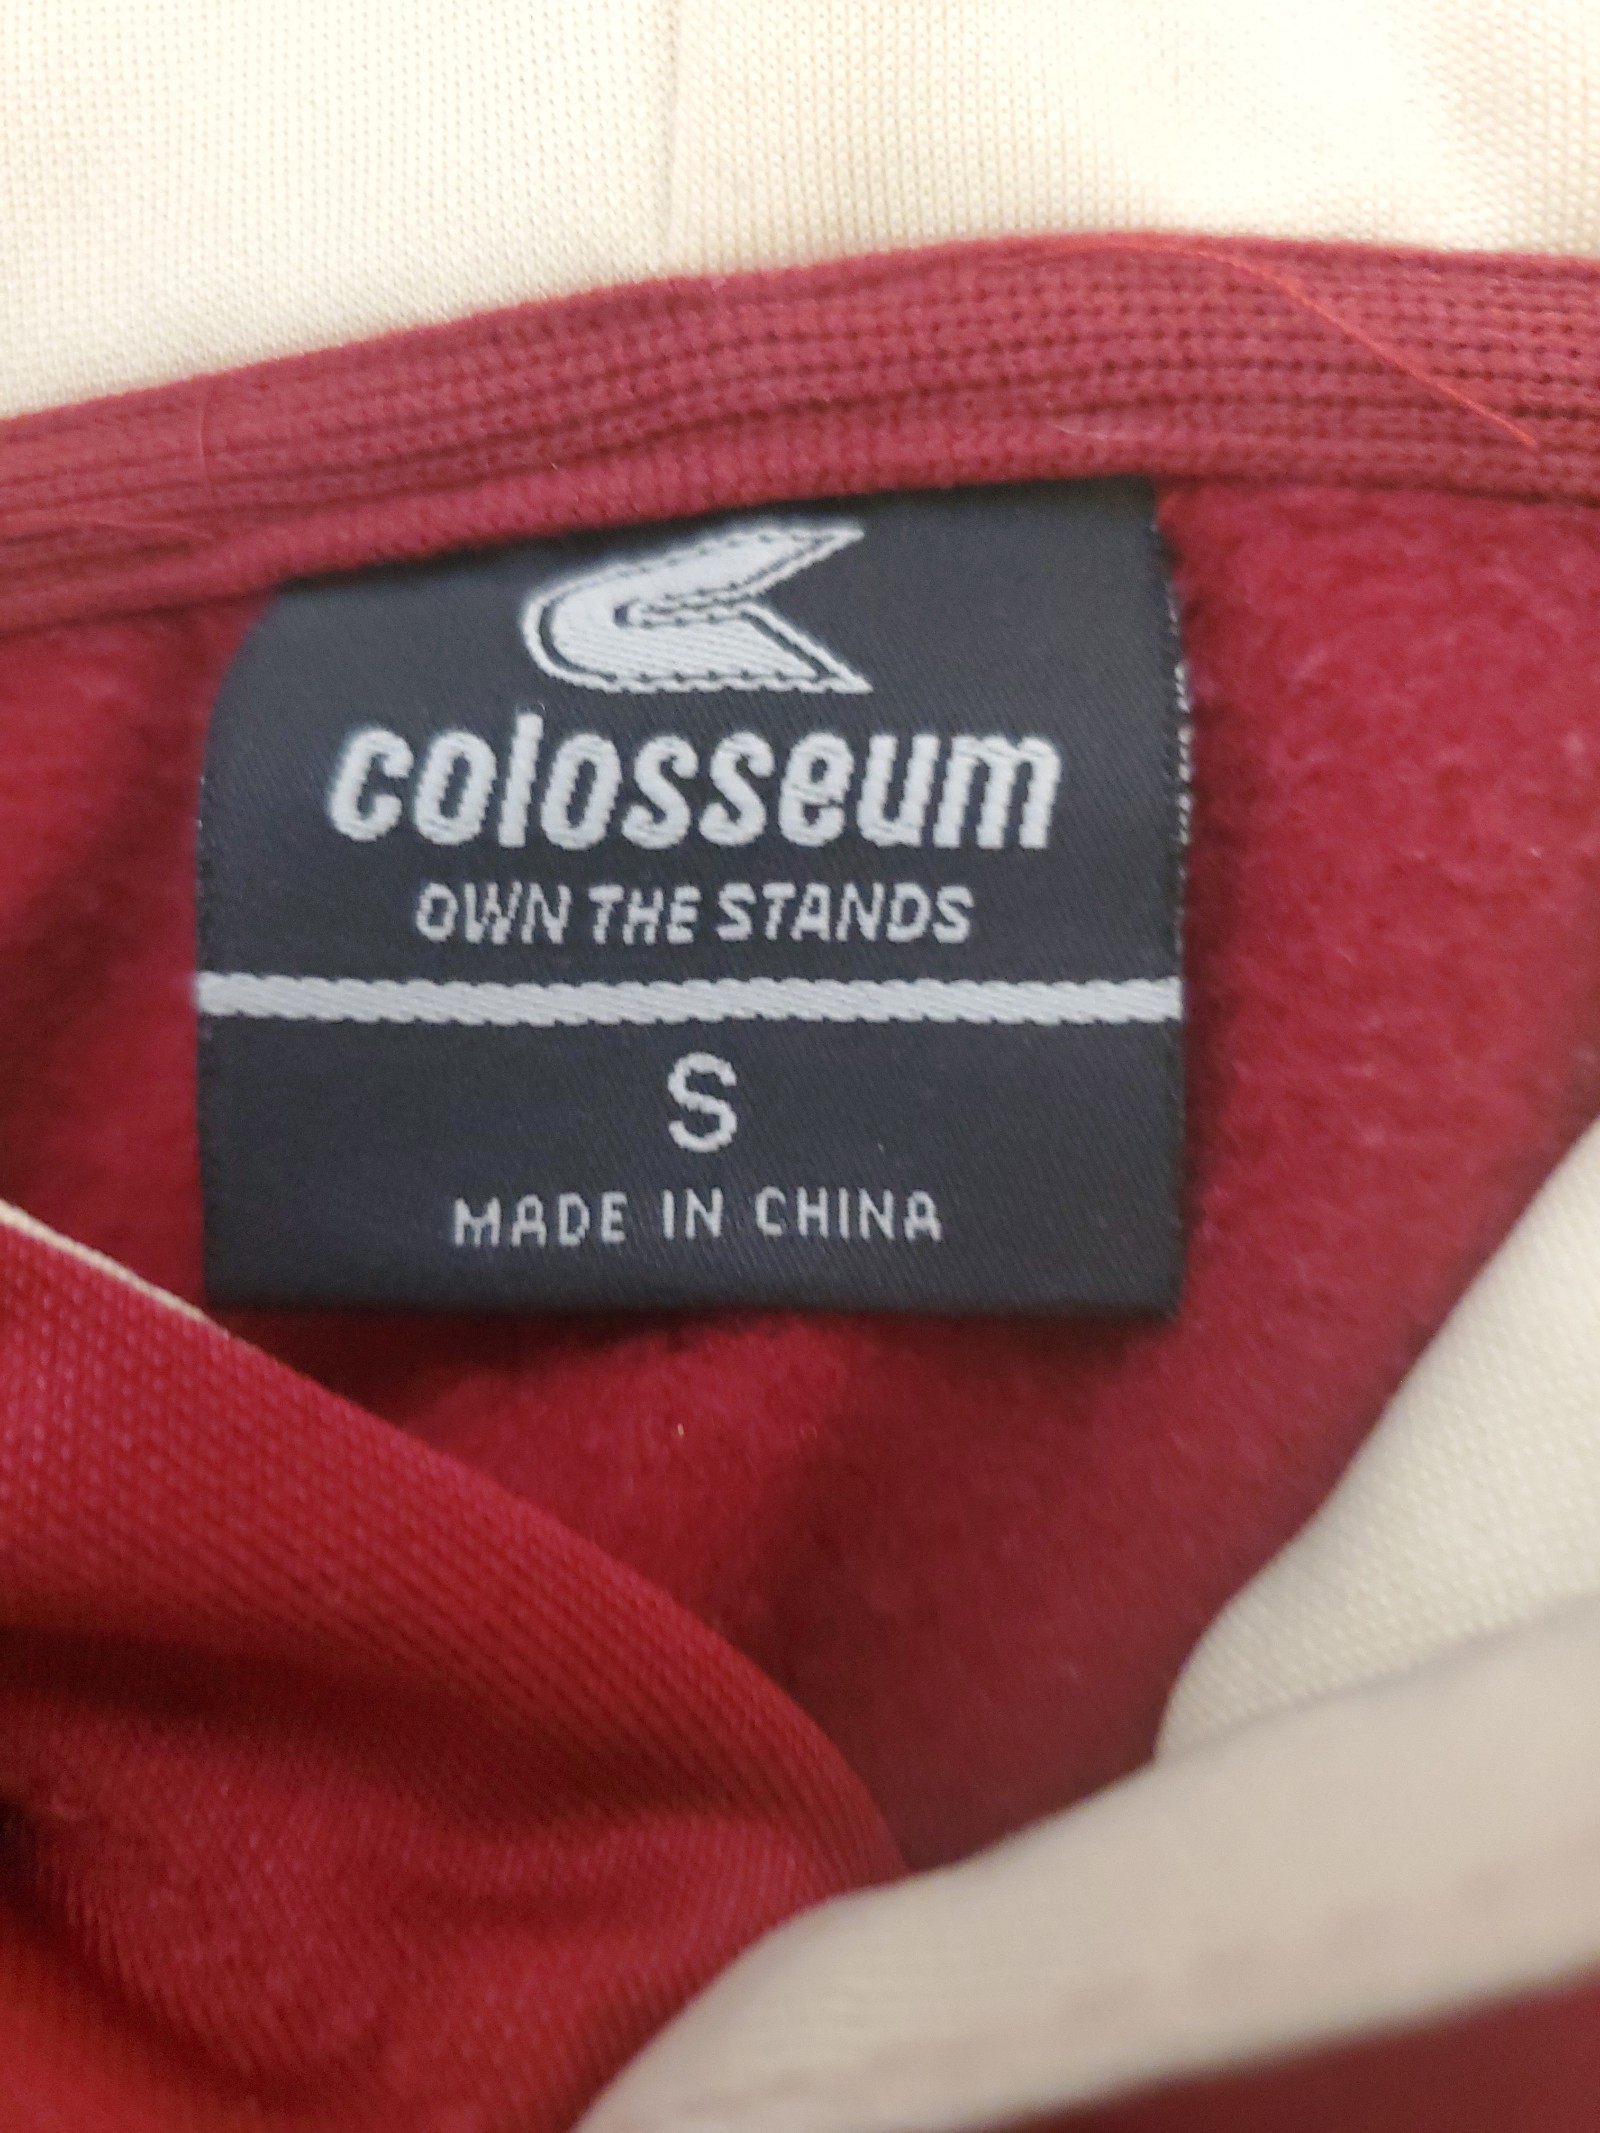 colosseum
OWN THE STANDS
S
MADE IN CHINA